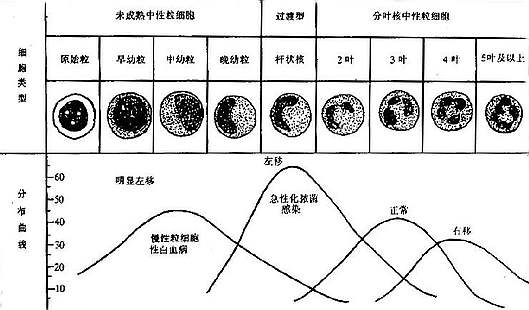 未成熟中性粒细胞
过渡型
分叶核中性粒细胞
细胞类型
原始粒
早幼粒
中幼粒
晚幼粒
杆状核
2叶
3叶
4叶
5叶及以上
分布曲线
60
50
40
30
20
10
明显左移
慢性粒细胞
性白血病
左移
急性化脓菌
感染
正常
右移